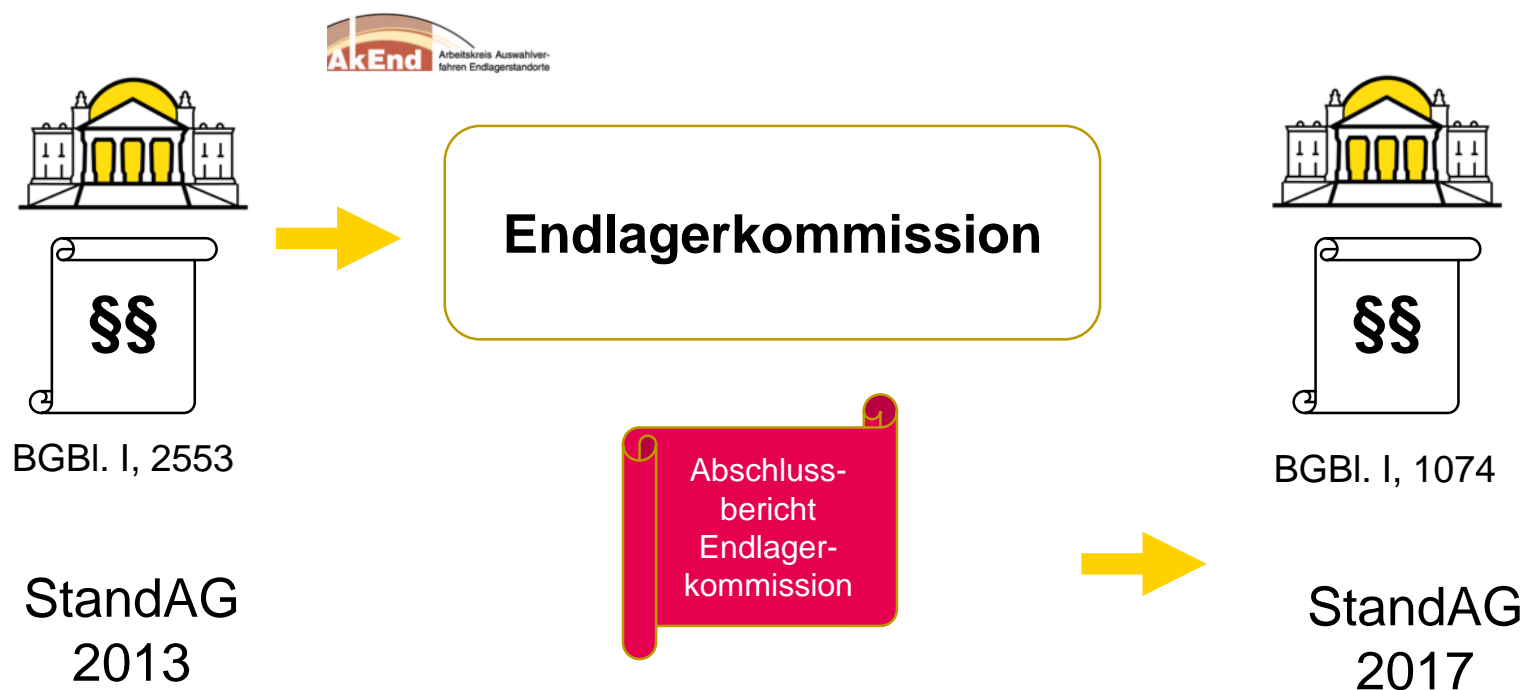 AkEnd
Arbeitskreis Auswahlver-
fahren Endlagerstandorte
§§
BGBl. I, 2553
StandAG
2013
Endlagerkommission
Abschluss-
bericht
Endlager-
kommission
§§
BGBl. I, 1074
StandAG
2017